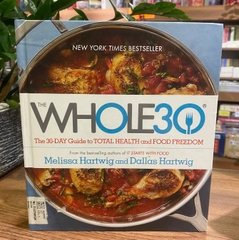 NEW YORK TIMES BESTSELLER
THE
WHOLE30®
The 30-DAY Guide to TOTAL HEALTH and FOOD FREEDOM
From the bestselling authors of IT STARTS WITH FOOD
Melissa Hartwig and Dallas Hartwig